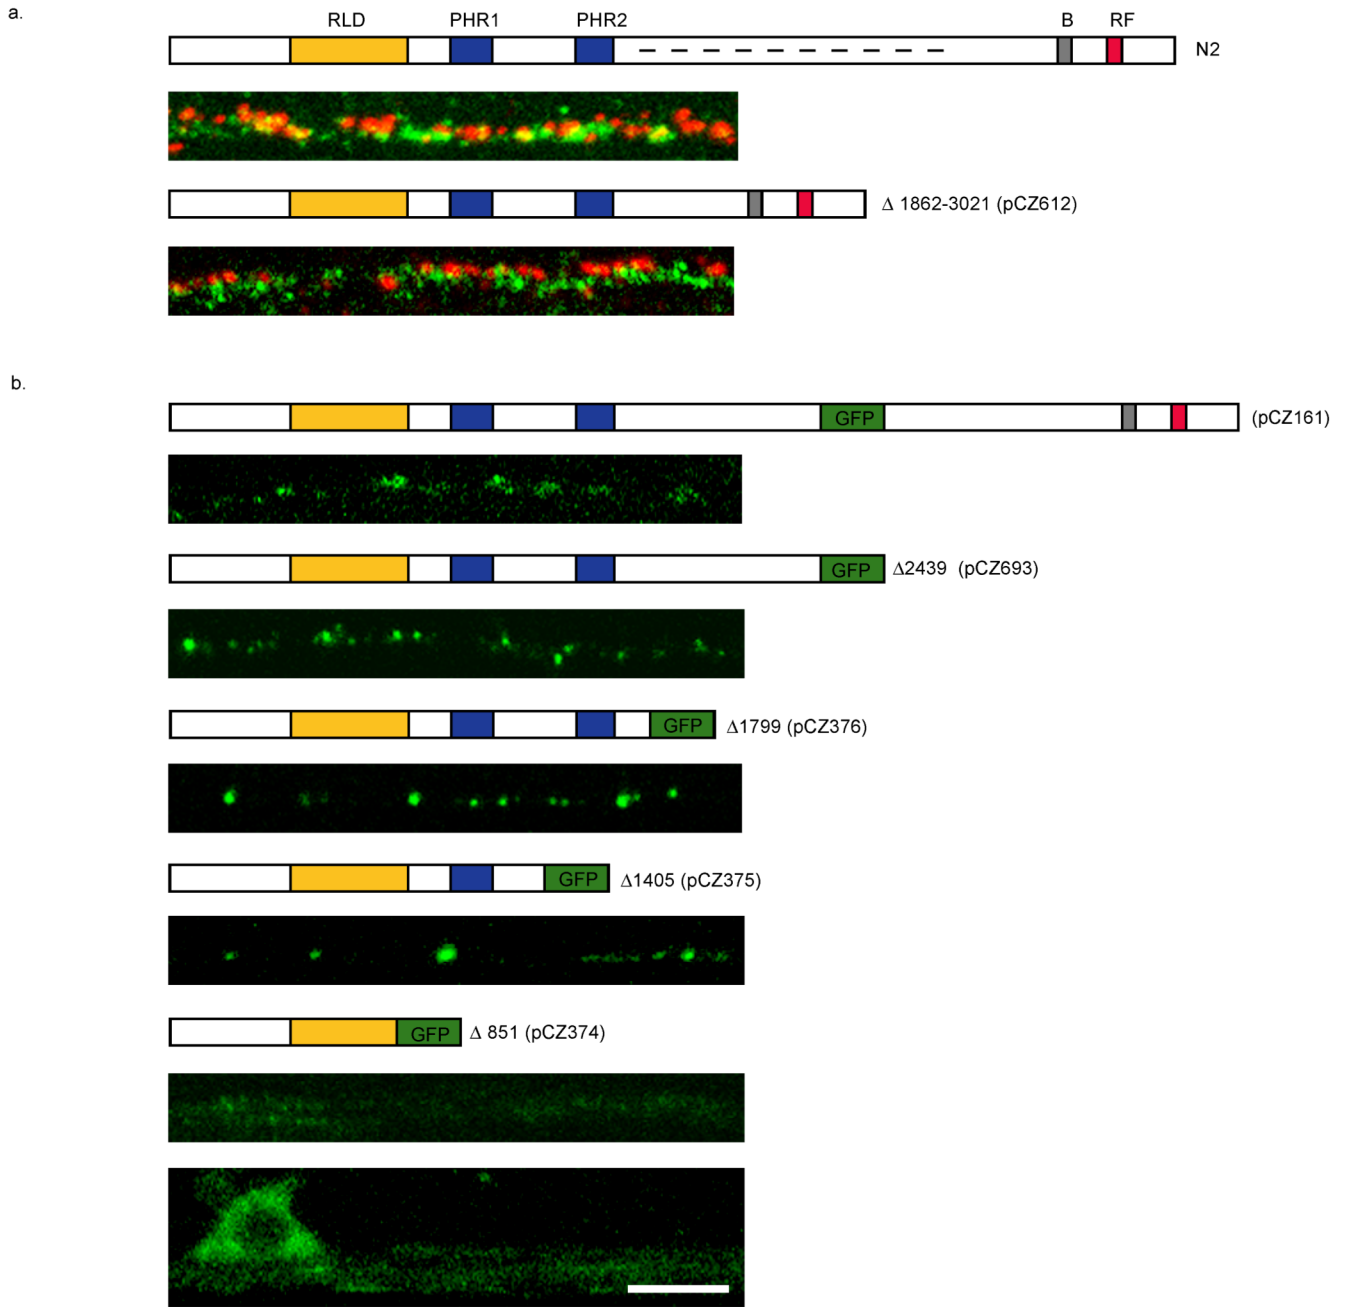 a.
RLD PHR1 PHR2 B RF
N2
Δ 1862-3021 (pCZ612)
b.
GFP (pCZ161)
GFP Δ2439 (pCZ693)
GFP Δ1799 (pCZ376)
GFP Δ1405 (pCZ375)
GFP Δ 851 (pCZ374)